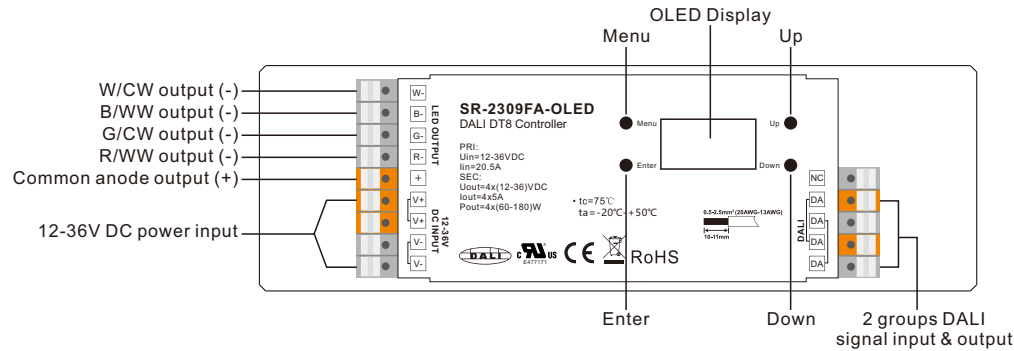 OLED Display
Menu
Up
W/CW output (-)
B/WW output (-)
G/CW output (-)
R/WW output (-)
Common anode output (+)
12-36V DC power input
W-
B-
G-
R-
+
V+
V+
V-
V-
LED OUTPUT
12-36V
DC INPUT
SR-2309FA-OLED
DALI DT8 Controller
PRI:
Uin=12-36VDC
Iin=20.5A
SEC:
Uout=4x(12-36)VDC
Iout=4x5A
Pout=4x(60-180)W
• tc=75℃
ta=-20℃-+50℃
Menu
Enter
Up
Down
0.5-2.5mm² (20AWG-13AWG)
10-11mm
DALI
C RU US
E477171
CE
RoHS
NC
DA
DA
DA
DA
DALI
Enter
Down
2 groups DALI
signal input & output